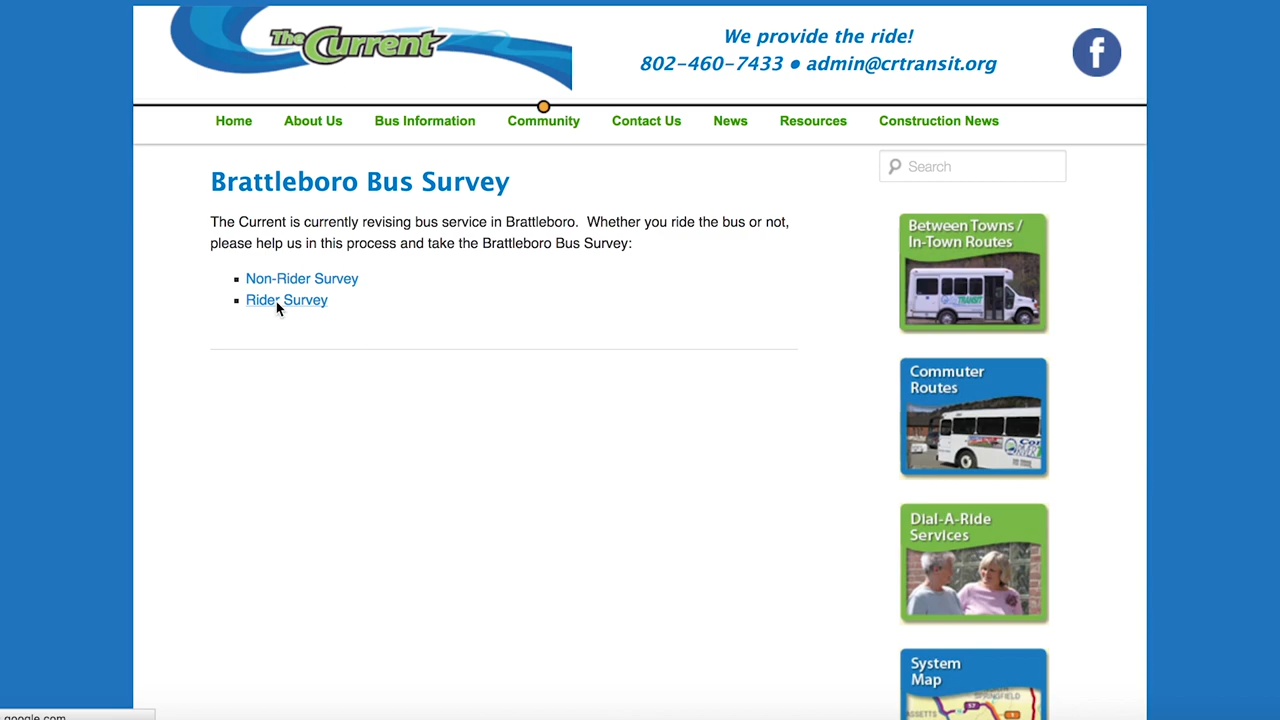 The Current
We provide the ride!
802-460-7433 • admin@crtransit.org
Home About Us Bus Information Community Contact Us News Resources Construction News
Search
Brattleboro Bus Survey
The Current is currently revising bus service in Brattleboro. Whether you ride the bus or not,
please help us in this process and take the Brattleboro Bus Survey:
Non-Rider Survey
Rider Survey
Between Towns /
In-Town Routes
TRANSIT
Commuter
Routes
Dial-A-Ride
Services
System
Map
SPRINGFIELD
57
google.com